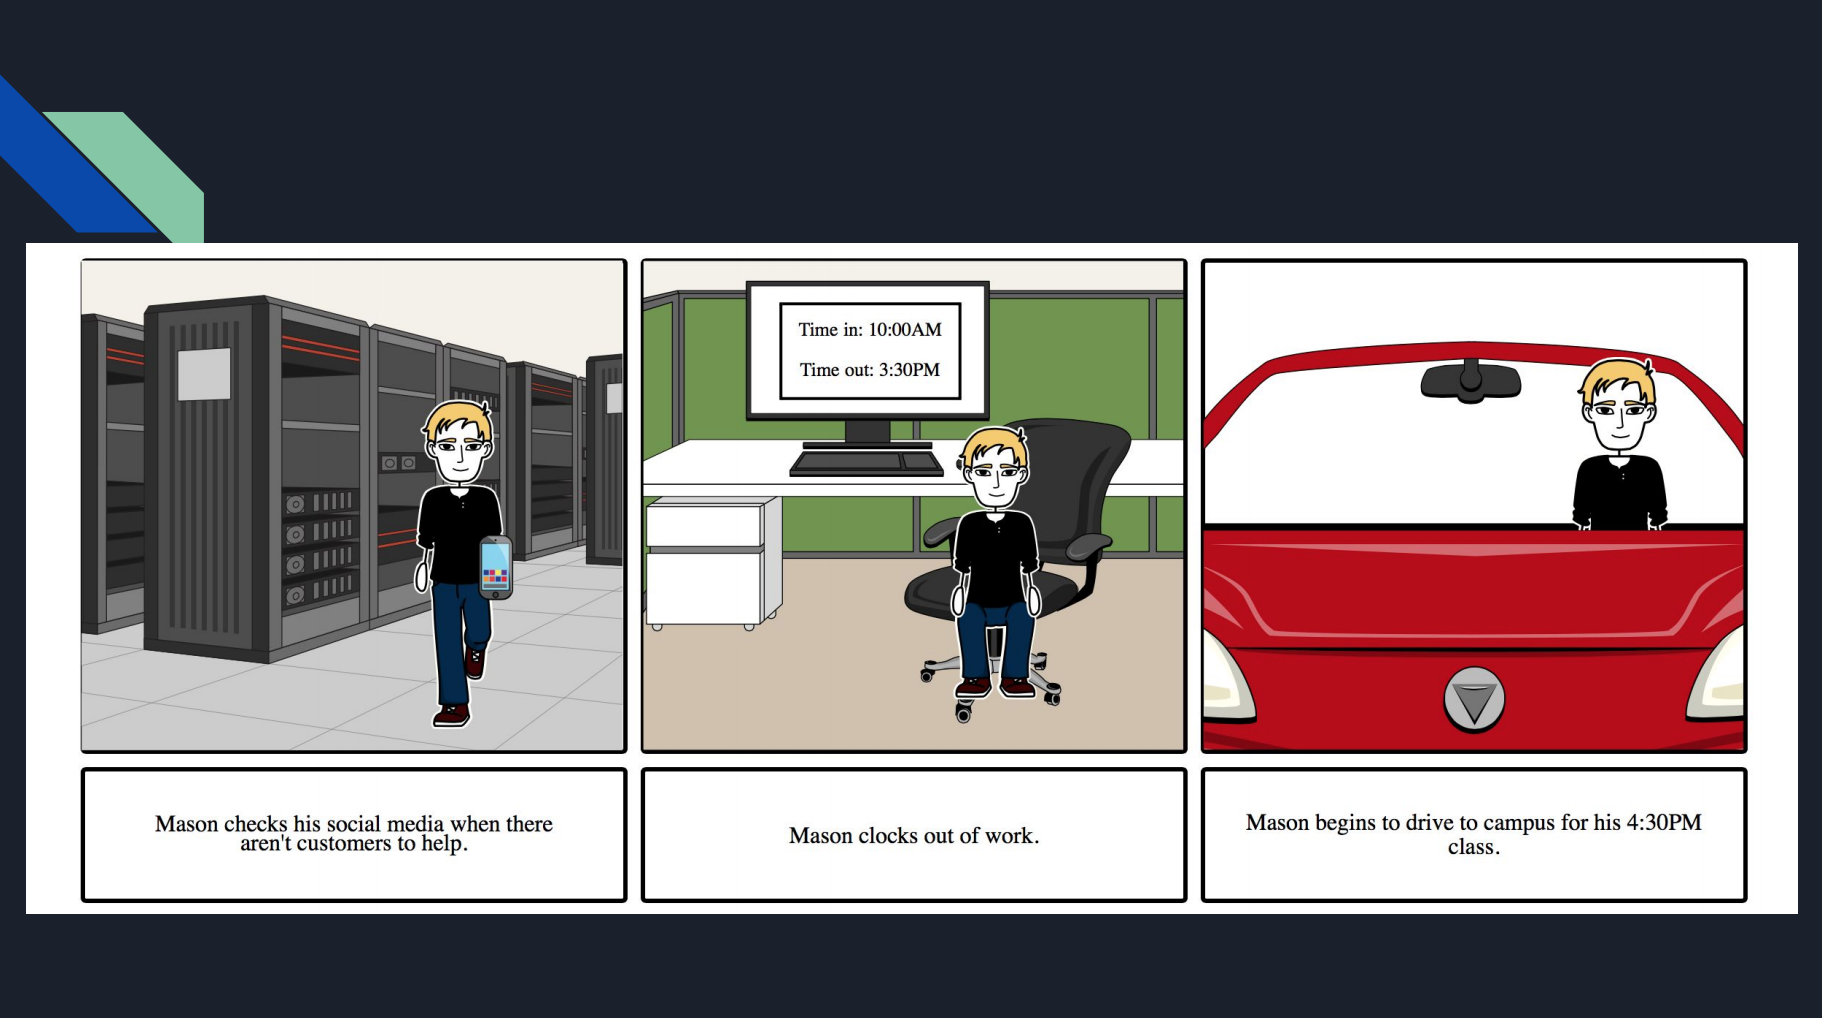 Time in: 10:00AM
Time out: 3:30PM
Mason checks his social media when there
aren't customers to help.
Mason clocks out of work.
Mason begins to drive to campus for his 4:30PM
class.